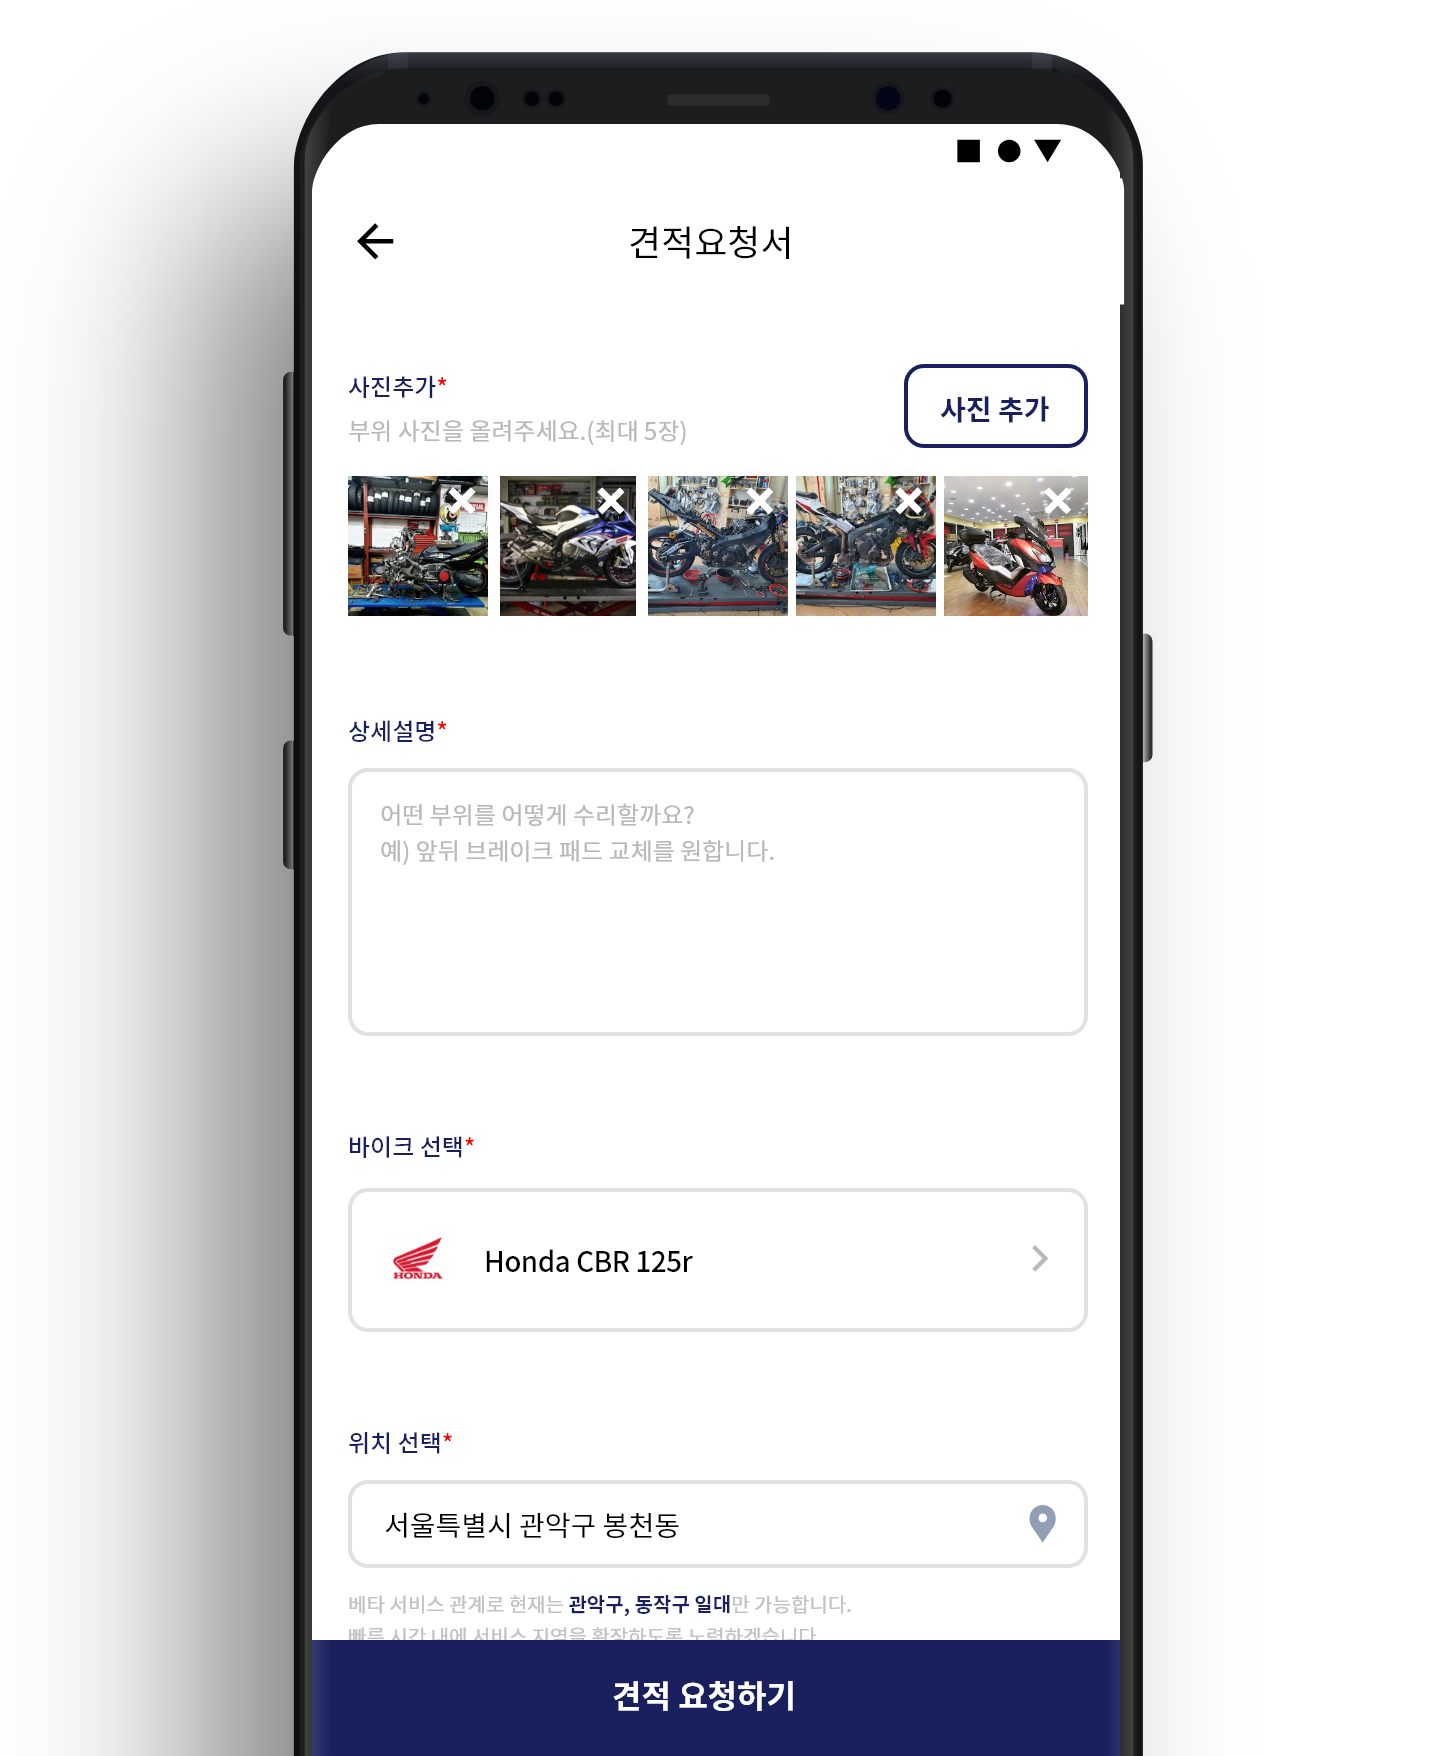 견적요청서
사진추가*
사진 추가
부위 사진을 올려주세요.(최대 5장)
상세설명*
어떤 부위를 어떻게 수리할까요?
예) 앞뒤 브레이크 패드 교체를 원합니다.
바이크 선택*
HONDA
Honda CBR 125r
위치 선택*
서울특별시 관악구 봉천동
베타 서비스 관계로 현재는 관악구, 동작구 일대만 가능합니다.
빠른 시간 내에 서비스 지역을 확장하도록 노력하겠습니다
견적 요청하기